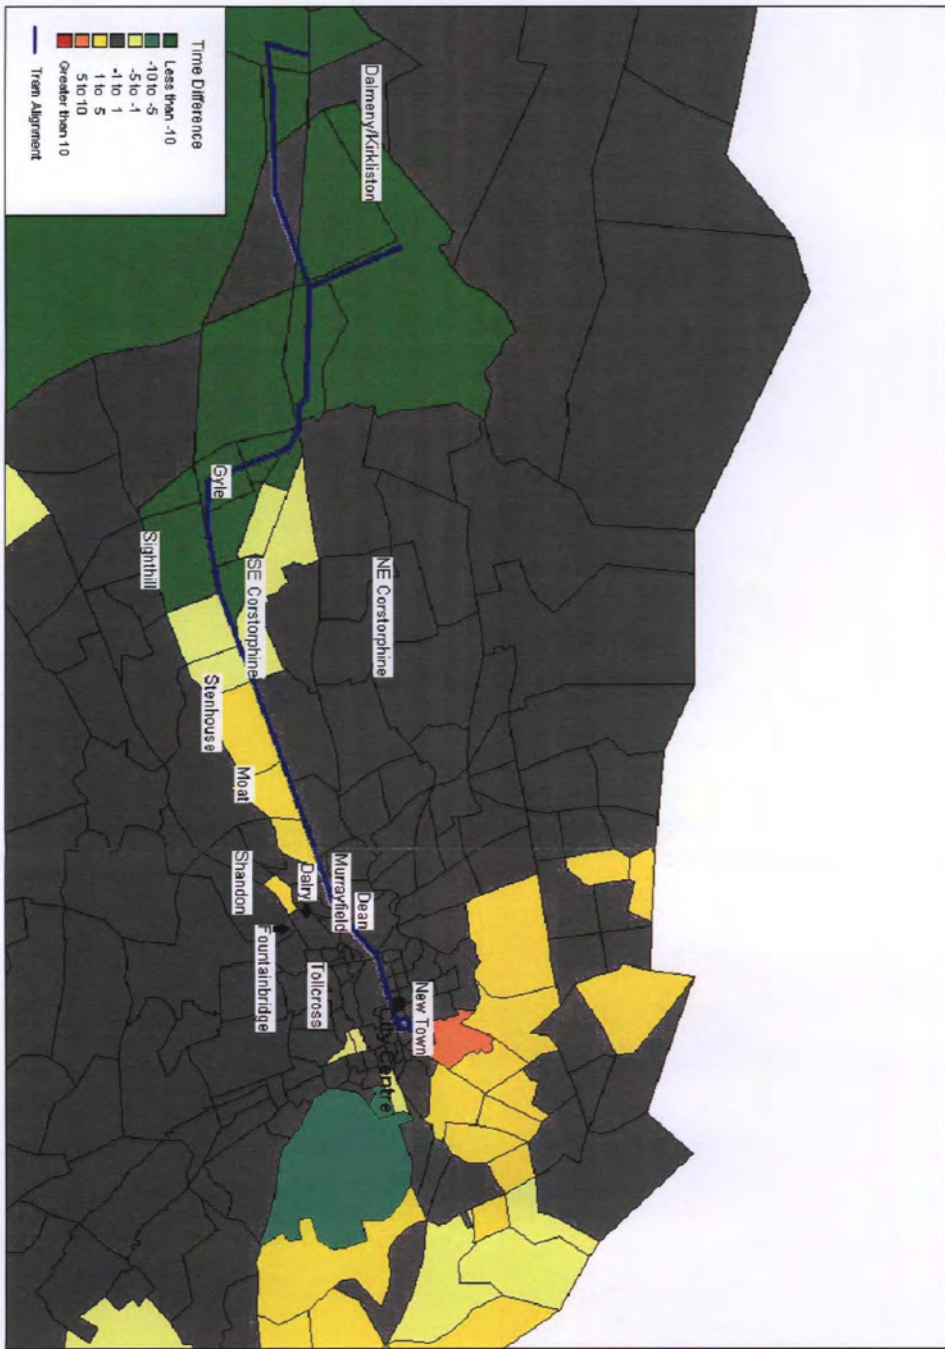 Time Difference
Less than -10
-10 to -5
-5 to -1
-1 to 1
1 to 5
5 to 10
Greater than 10
Tram Alignment
Dalmeny/Kirkliston
Gyle
Sighthill
SE Corstorphine
NE Corstorphine
Stenhouse
Moat
Shandon
Dalry
Murrayfield
Dean
Fountainbridge
Tollcross
New Town
City Centre